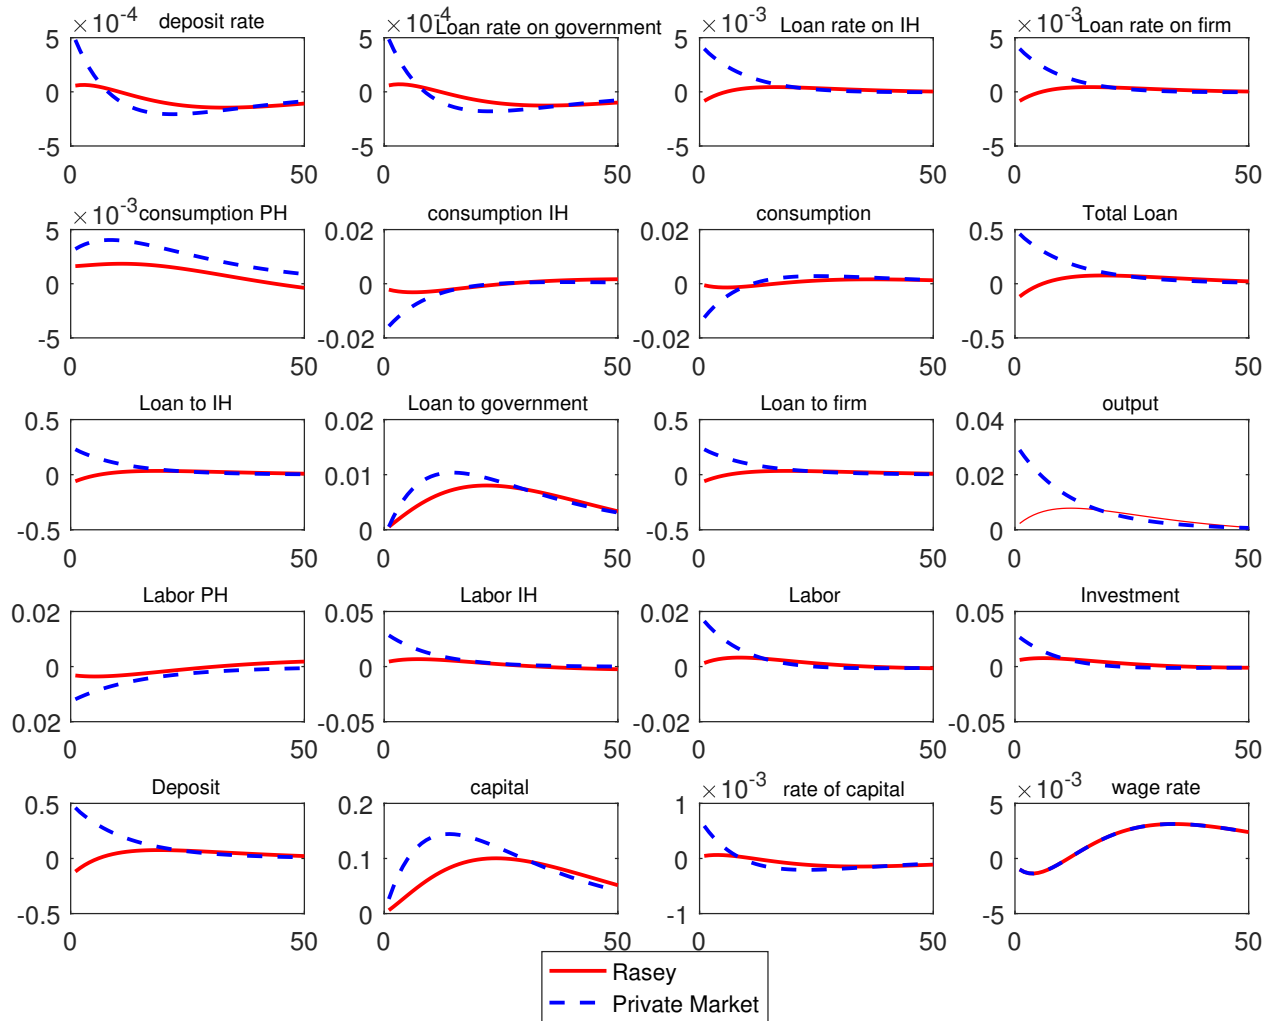 ×10^-4 deposit rate
×10^-4 Loan rate on government
×10^-3 Loan rate on IH
×10^-3 Loan rate on firm
5 0 -5 0 50
5 0 -5 0 50
5 0 -5 0 50
5 0 -5 0 50
×10^-3 consumption PH
consumption IH
consumption
Total Loan
5 0 -5 0 50
0.02 0 -0.02 0 50
0.02 0 -0.02 0 50
0.5 0 -0.5 0 50
Loan to IH
Loan to government
Loan to firm
output
0.5 0 -0.5 0 50
0.02 0.01 0 0 50
0.5 0 -0.5 0 50
0.04 0.02 0 0 50
Labor PH
Labor IH
Labor
Investment
0.02 0 0.02 0 50
0.05 0 -0.05 0 50
0.02 0 -0.02 0 50
0.05 0 -0.05 0 50
Deposit
capital
×10^-3 rate of capital
×10^-3 wage rate
0.5 0 -0.5 0 50
0.2 0.1 0 0 50
1 0 -1 0 50
5 0 -5 0 50
Rasey
Private Market